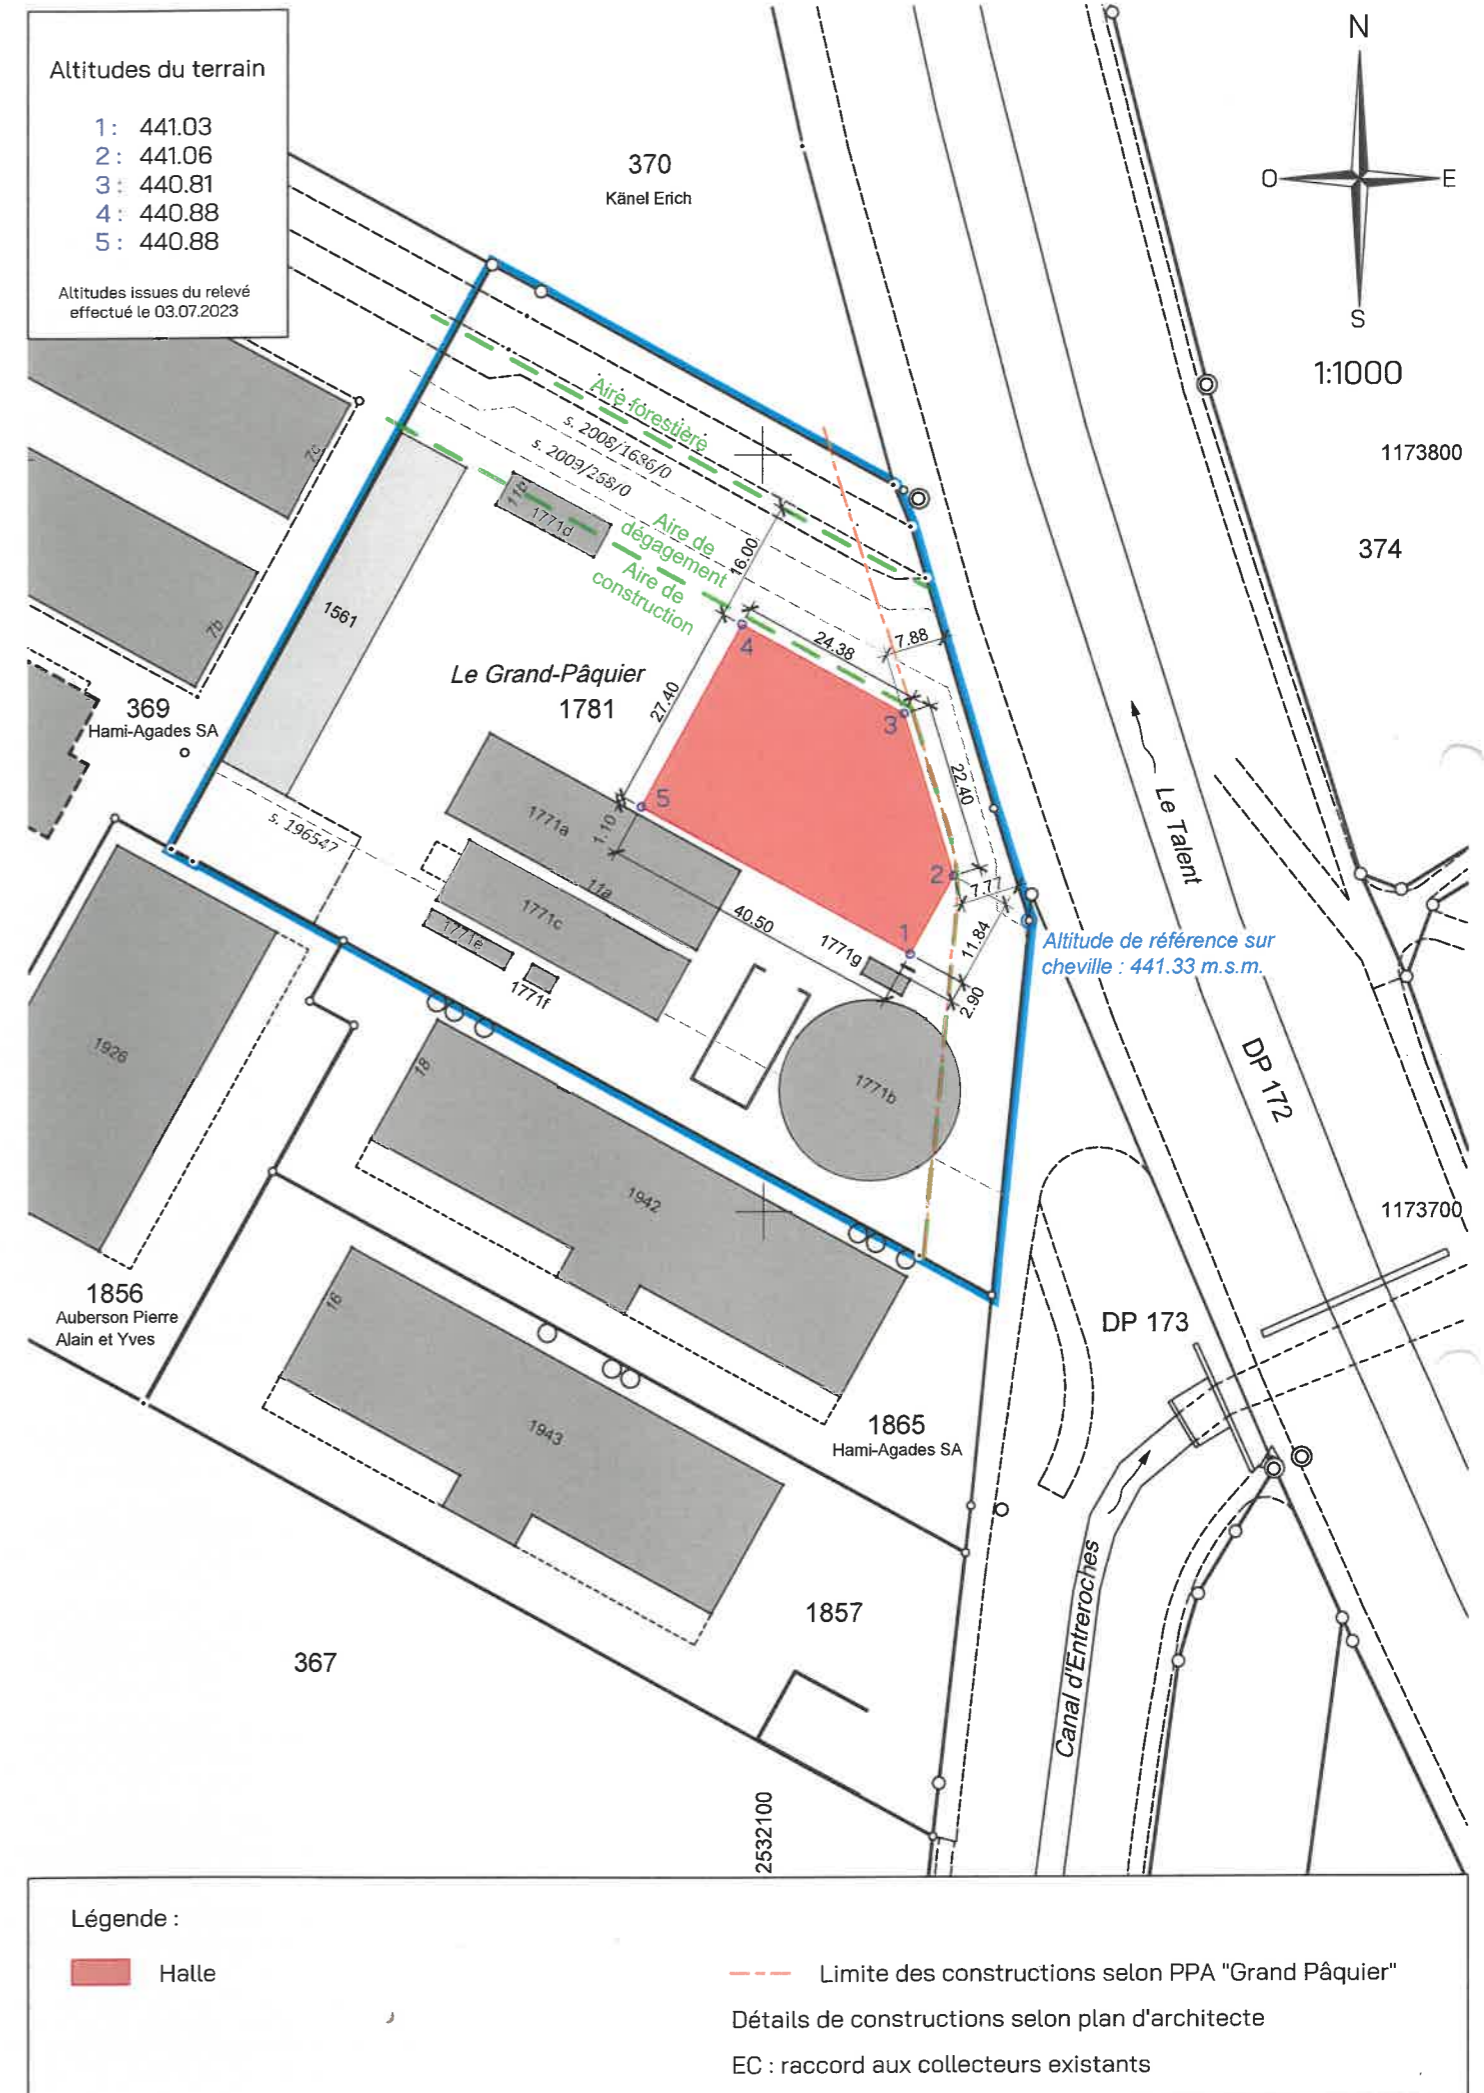 Altitudes du terrain
1: 441.03
2: 441.06
3: 440.81
4: 440.88
5: 440.88
Altitudes issues du relevé
effectué le 03.07.2023
N
O
E
S
1:1000
370
Känel Erich
1173800
374
Aire forestière
s. 2008/1636/0
s. 2009/258/0
11b
1771d
Aire de
dégagement
Aire de
construction
16.00
7c
7b
1561
24.38
7.88
4
3
Le Grand-Pâquier
1781
27.40
369
Hami-Agades SA
5
1.10
22.40
Le Talent
s. 196547
1771a
11a
1771c
1771e
1771f
40.50
2
7.77
1
11.84
1771g
2.90
Altitude de référence sur
cheville : 441.33 m.s.m.
1926
18
1771b
DP 172
1942
1173700
1856
Auberson Pierre
Alain et Yves
16
DP 173
1943
1865
Hami-Agades SA
1857
367
Canal d'Entreroches
2532100
Légende :
Halle
Limite des constructions selon PPA "Grand Pâquier"
Détails de constructions selon plan d'architecte
EC : raccord aux collecteurs existants